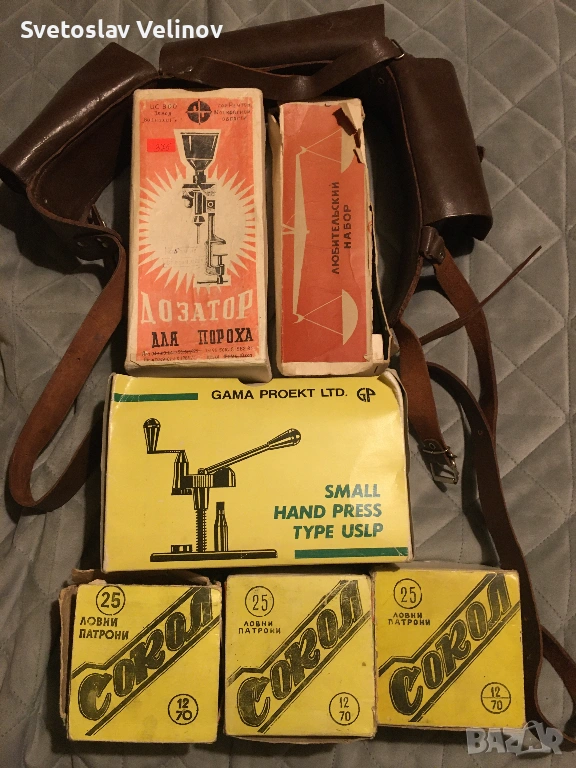 Svetoslav Velinov
ДОЗАТОР
ДЛЯ ПОРОХА
ЛЮБИТЕЛЬСКИЙ
НАБОР
GAMA PROEKT LTD. GP
SMALL
HAND PRESS
TYPE USLP
25
ЛОВНИ
ПАТРОНИ
СОКОЛ
12
70
25
ЛОВНИ
ПАТРОНИ
СОКОЛ
12
70
25
ЛОВНИ
ПАТРОНИ
СОКОЛ
12
70
BAZAR